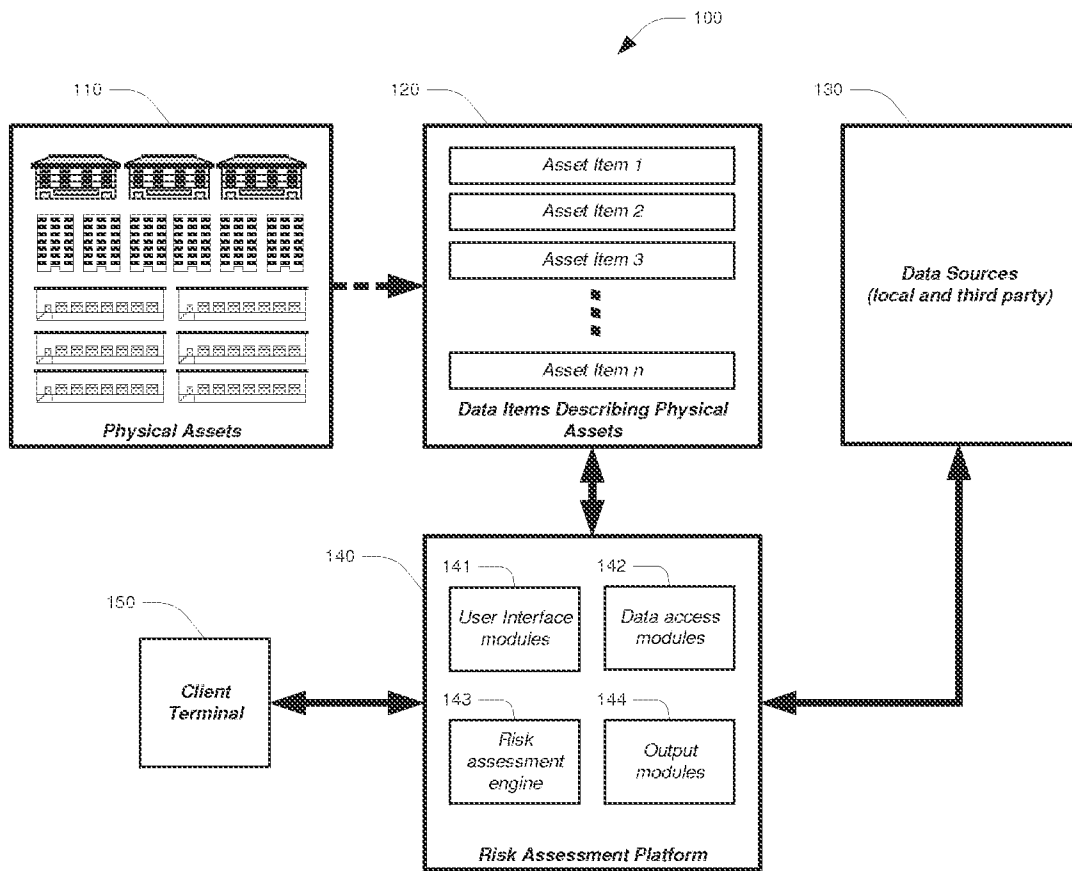 100
110
120
130
Asset Item 1
Asset Item 2
Asset Item 3
Asset Item n
Physical Assets
Data Items Describing Physical
Assets
Data Sources
(local and third party)
140
141
142
User Interface
modules
Data access
modules
150
Client
Terminal
143
144
Risk
assessment
engine
Output
modules
Risk Assessment Platform